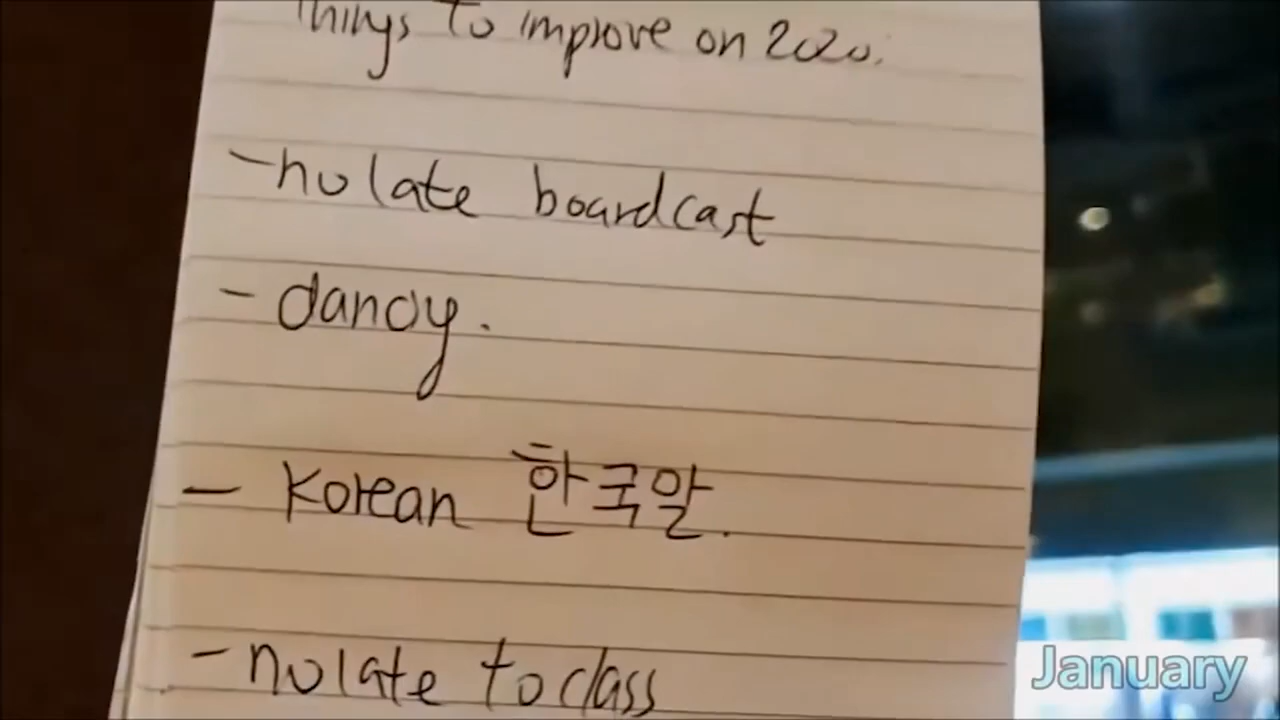 Things to improve on 2020.
- no late boardcast
- dancy.
- Korean 한국말.
- no late to class
January